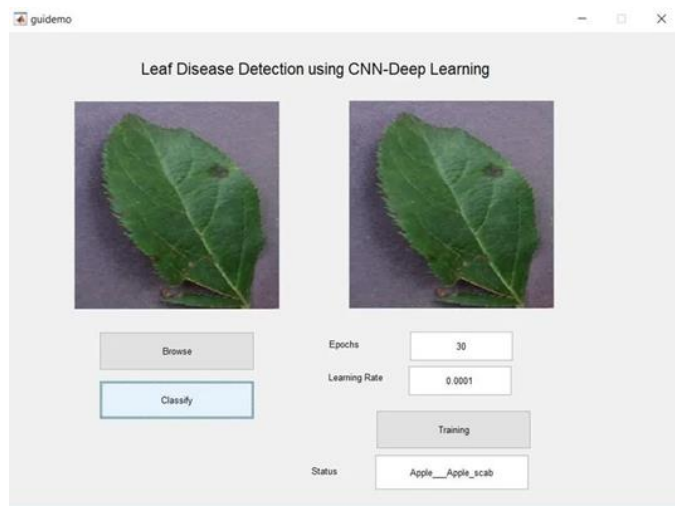 guidemo
Leaf Disease Detection using CNN-Deep Learning
Browse
Classify
Epochs
30
Learning Rate
0.0001
Training
Status
Apple___Apple_scab